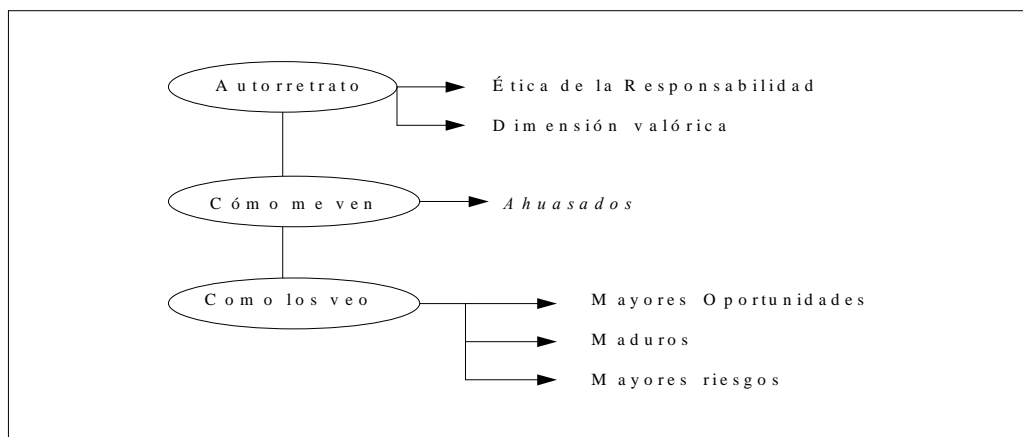 Autorretrato
Ética de la Responsabilidad
Dimensión valórica
Cómo me ven
Ahuasados
Como los veo
Mayores Oportunidades
Maduros
Mayores riesgos